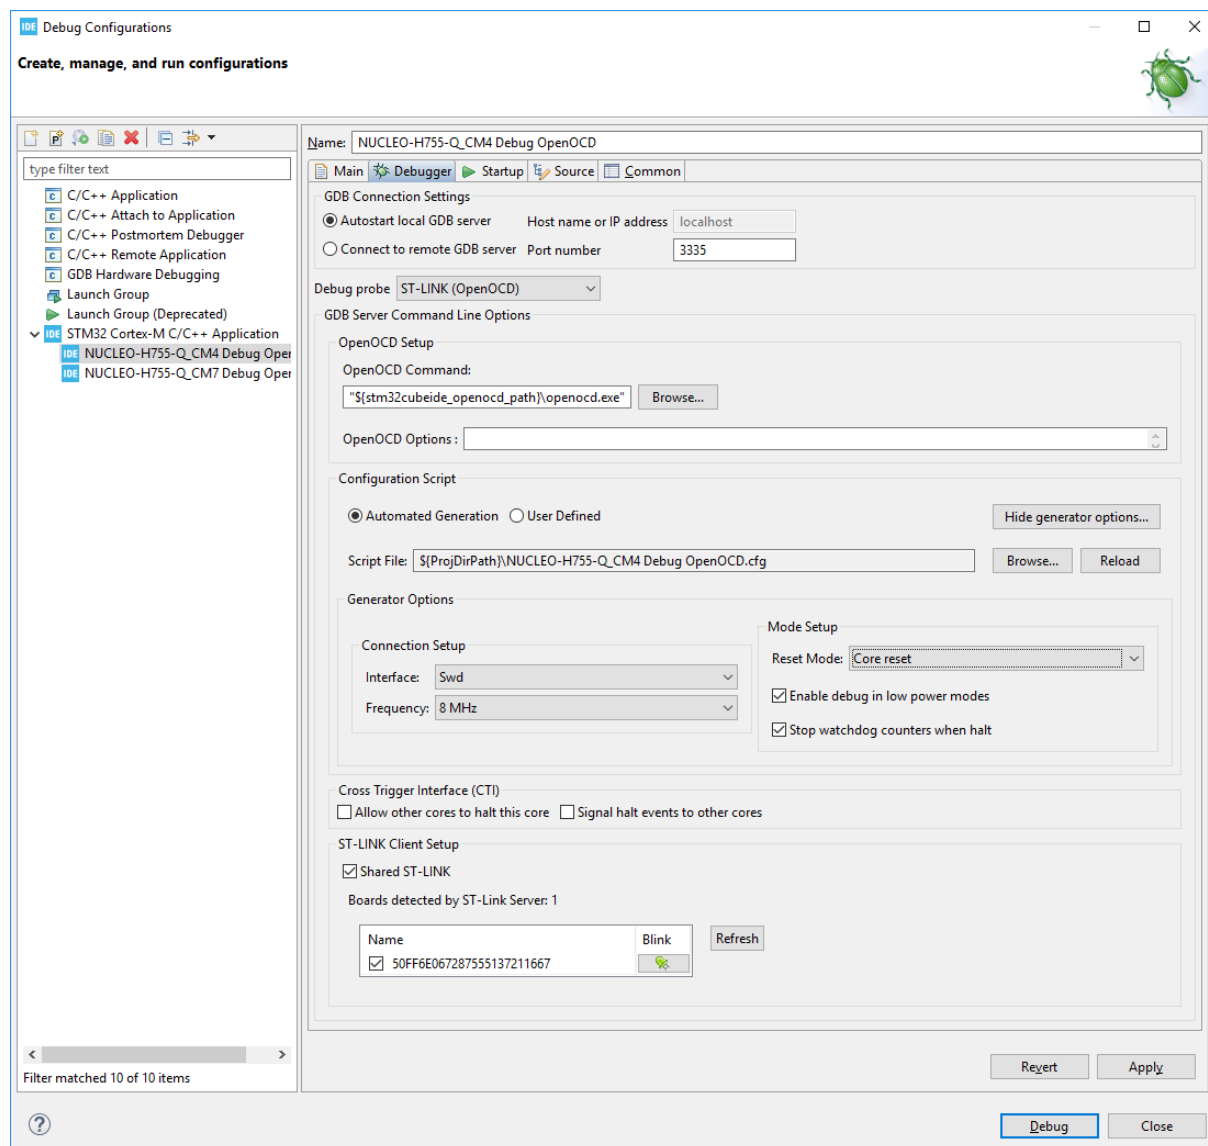 IDE Debug Configurations
Create, manage, and run configurations
type filter text
C/C++ Application
C/C++ Attach to Application
C/C++ Postmortem Debugger
C/C++ Remote Application
GDB Hardware Debugging
Launch Group
Launch Group (Deprecated)
IDE STM32 Cortex-M C/C++ Application
IDE NUCLEO-H755-Q_CM4 Debug Oper
IDE NUCLEO-H755-Q_CM7 Debug Oper
Filter matched 10 of 10 items
Name: NUCLEO-H755-Q_CM4 Debug OpenOCD
Main Debugger Startup Source Common
GDB Connection Settings
Autostart local GDB server Host name or IP address localhost
Connect to remote GDB server Port number 3335
Debug probe ST-LINK (OpenOCD)
GDB Server Command Line Options
OpenOCD Setup
OpenOCD Command:
"${stm32cubeide_openocd_path}\openocd.exe" Browse...
OpenOCD Options :
Configuration Script
Automated Generation User Defined Hide generator options...
Script File: ${ProjDirPath}\NUCLEO-H755-Q_CM4 Debug OpenOCD.cfg Browse... Reload
Generator Options
Connection Setup
Interface: Swd
Frequency: 8 MHz
Mode Setup
Reset Mode: Core reset
Enable debug in low power modes
Stop watchdog counters when halt
Cross Trigger Interface (CTI)
Allow other cores to halt this core Signal halt events to other cores
ST-LINK Client Setup
Shared ST-LINK
Boards detected by ST-Link Server: 1
Name Blink Refresh
50FF6E067287555137211667
Revert Apply
? Debug Close